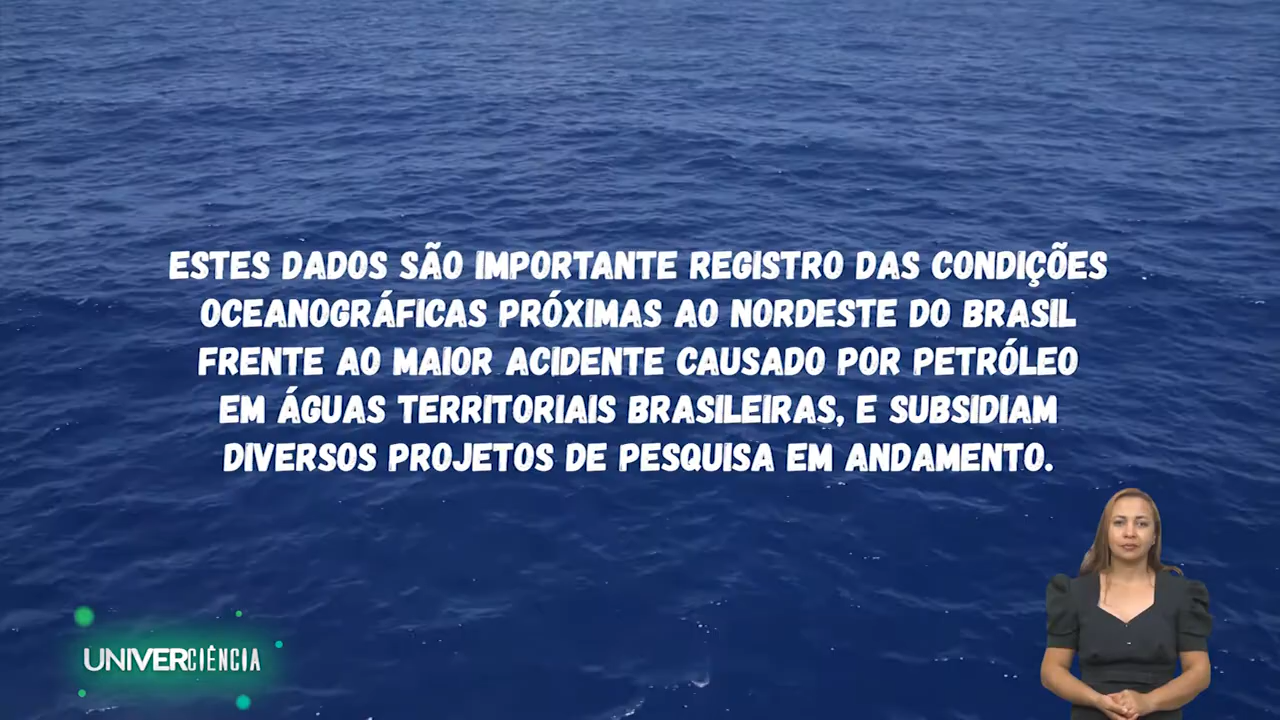 ESTES DADOS SÃO IMPORTANTE REGISTRO DAS CONDIÇÕES
OCEANOGRÁFICAS PRÓXIMAS AO NORDESTE DO BRASIL
FRENTE AO MAIOR ACIDENTE CAUSADO POR PETRÓLEO
EM ÁGUAS TERRITORIAIS BRASILEIRAS, E SUBSIDIAM
DIVERSOS PROJETOS DE PESQUISA EM ANDAMENTO.
UNIVERCIÊNCIA